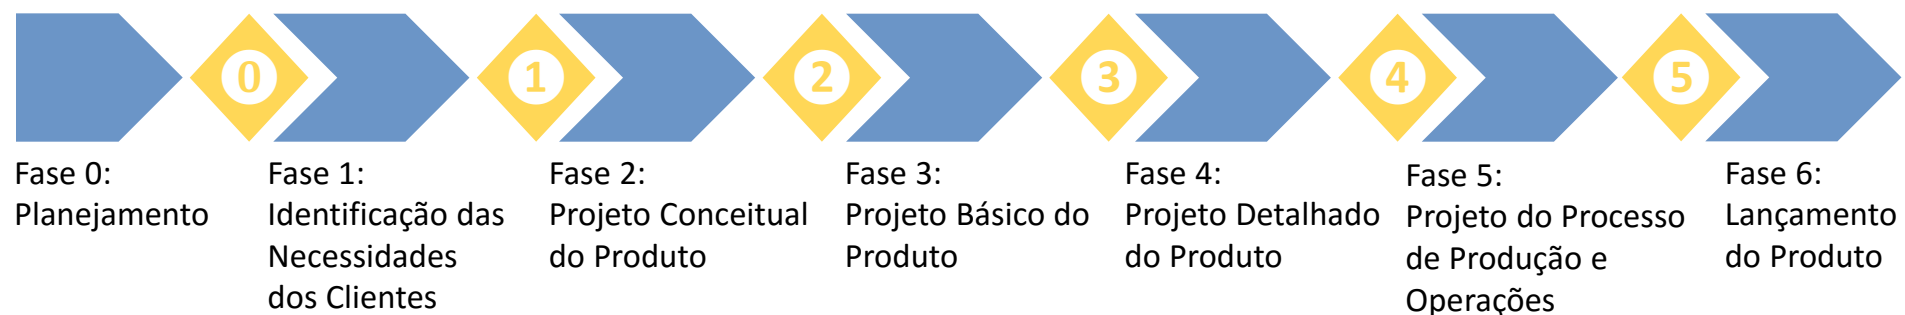 0
1
2
3
4
5
Fase 0:
Planejamento
Fase 1:
Identificação das
Necessidades
dos Clientes
Fase 2:
Projeto Conceitual
do Produto
Fase 3:
Projeto Básico do
Produto
Fase 4:
Projeto Detalhado
do Produto
Fase 5:
Projeto do Processo
de Produção e
Operações
Fase 6:
Lançamento
do Produto